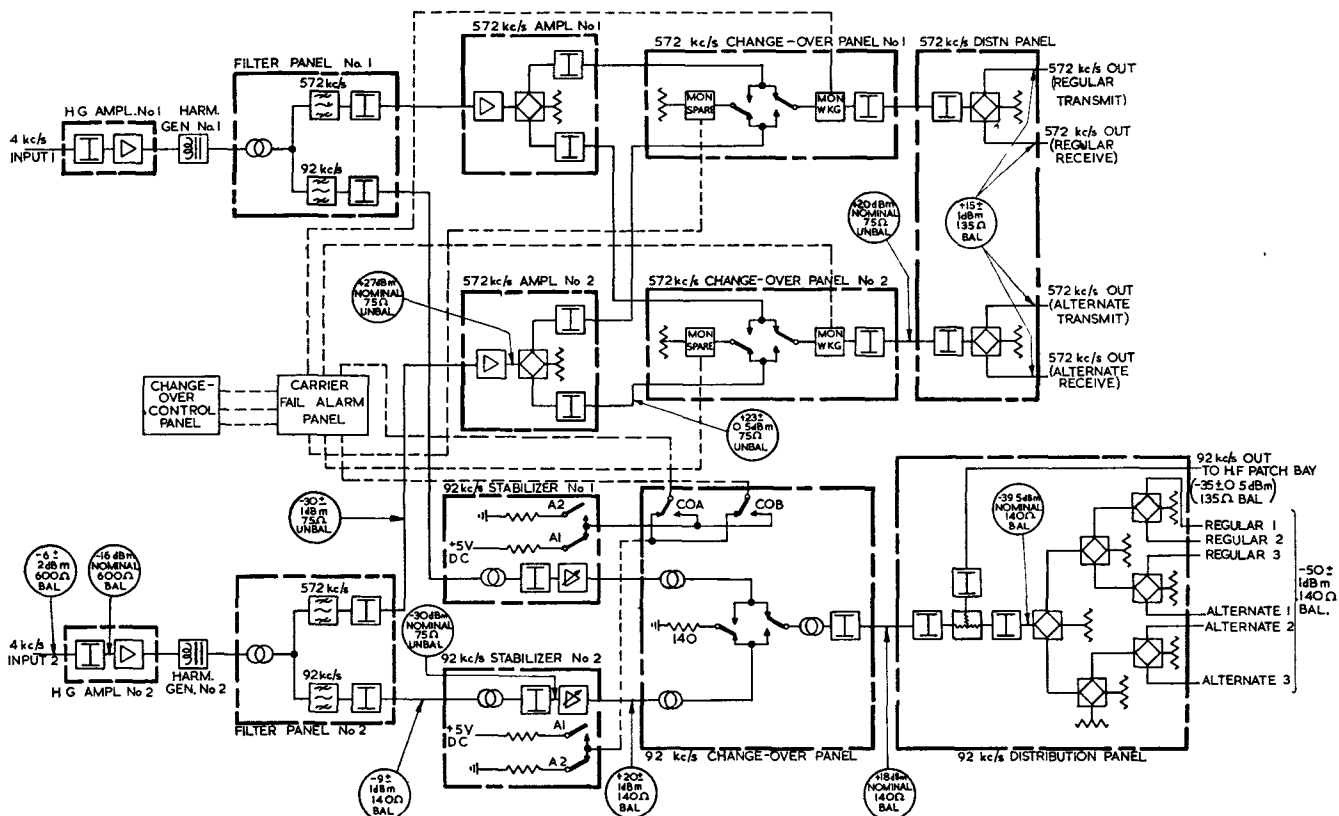 572 kc/s AMPL No 1
572 kc/s CHANGE-OVER PANEL No 1
572 kc/s DISTN PANEL
FILTER PANEL No. 1
572 kc/s
H G AMPL. No 1
HARM.
GEN No. 1
4 kc/s
INPUT 1
92 kc/s
MON
SPARE
MON
WKG
572 kc/s OUT
(REGULAR
TRANSMIT)
572 kc/s OUT
(REGULAR
RECEIVE)
+20dBm
NOMINAL
75Ω
UNBAL
+15±
1dBm
135Ω
BAL
572 kc/s AMPL No 2
572 kc/s CHANGE-OVER PANEL No 2
+27dBm
NOMINAL
75Ω
UNBAL
MON
SPARE
MON
WKG
572 kc/s OUT
(ALTERNATE
TRANSMIT)
572 kc/s OUT
(ALTERNATE
RECEIVE)
CHANGE-
OVER
CONTROL
PANEL
CARRIER
FAIL ALARM
PANEL
+23±
0.5dBm
75Ω
UNBAL
-30±
1dBm
75Ω
UNBAL
92 kc/s STABILIZER No 1
A2
+5V
DC
A1
COA
COB
140
92 kc/s OUT
TO H.F PATCH BAY
(-35±0 5dBm)
135Ω BAL
-39 5dBm
NOMINAL
140Ω
BAL
REGULAR 1
REGULAR 2
REGULAR 3
ALTERNATE 1
ALTERNATE 2
ALTERNATE 3
-50±
1dBm
140Ω
BAL.
-6±
2dBm
600Ω
BAL
-16dBm
NOMINAL
600Ω
BAL
4 kc/s
INPUT 2
H G AMPL No 2
HARM.
GEN, No 2
572 kc/s
92 kc/s
FILTER PANEL No 2
-30dBm
NOMINAL
75Ω
UNBAL
92 kc/s STABILIZER No 2
+5V
DC
A1
A2
-9±
1dBm
140Ω
BAL
+20±
1dBm
140Ω
BAL
92 kc/s CHANGE-OVER PANEL
+18dBm
NOMINAL
140Ω
BAL
92 kc/s DISTRIBUTION PANEL